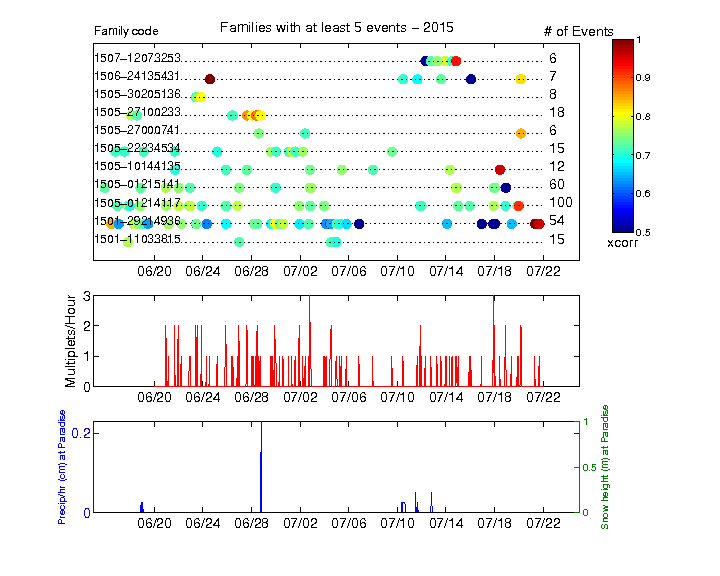 Family code
Families with at least 5 events − 2015
# of Events
1507−12073253 6
1506−24135431 7
1505−30205136 8
1505−27100233 18
1505−27000741 6
1505−22234534 15
1505−10144135 12
1505−01215141 60
1505−01214117 100
1501−29214936 54
1501−11033815 15
06/20 06/24 06/28 07/02 07/06 07/10 07/14 07/18 07/22
1
0.9
0.8
0.7
0.6
0.5
xcorr
Multiplets/Hour
3
2
1
0
06/20 06/24 06/28 07/02 07/06 07/10 07/14 07/18 07/22
Precip/hr (cm) at Paradise
0.2
0
1
0.5
0
Snow height (m) at Paradise
06/20 06/24 06/28 07/02 07/06 07/10 07/14 07/18 07/22